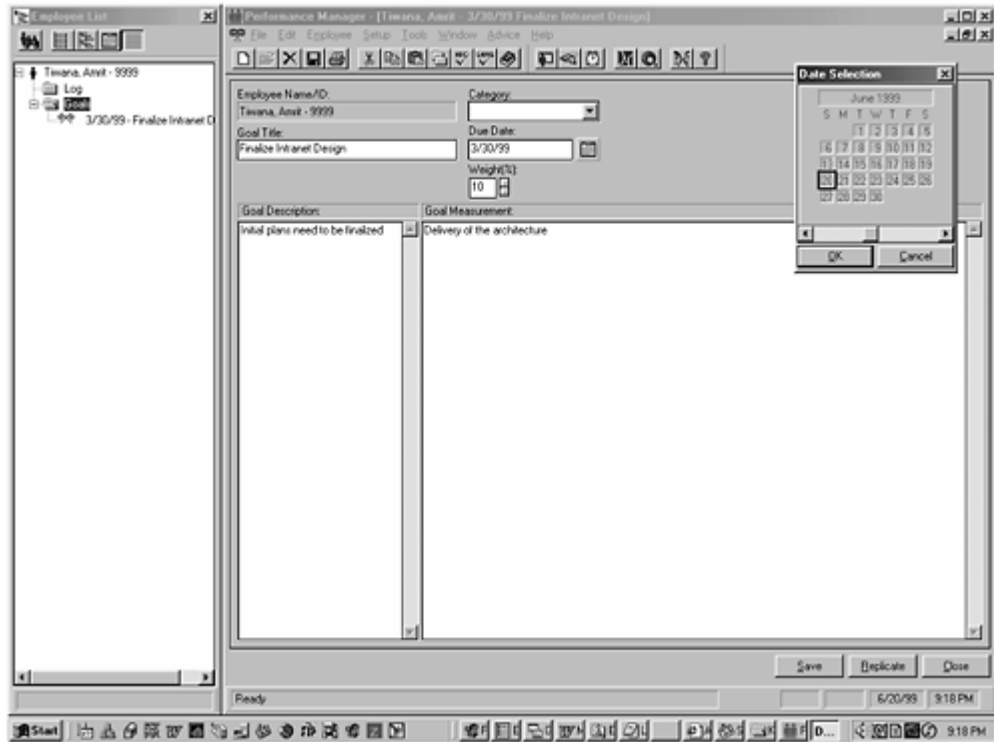 Employee List
Tiwana, Amrit - 9999
Log
Goals
3/30/99 - Finalize Intranet D
Performance Manager - [Tiwana, Amrit - 3/30/99 Finalize Intranet Design]
File Edit Employee Setup Tools Window Advice Help
Employee Name/ID:
Tiwana, Amrit - 9999
Category:
Goal Title:
Finalize Intranet Design
Due Date:
3/30/99
Weight(%):
10
Goal Description:
Initial plans need to be finalized
Goal Measurement:
Delivery of the architecture
Date Selection
June 1999
S M T W T F S
1 2 3 4 5
6 7 8 9 10 11 12
13 14 15 16 17 18 19
20 21 22 23 24 25 26
27 28 29 30
OK Cancel
Save Replicate Close
Ready 6/20/99 9:18 PM
Start D... 9:18 PM